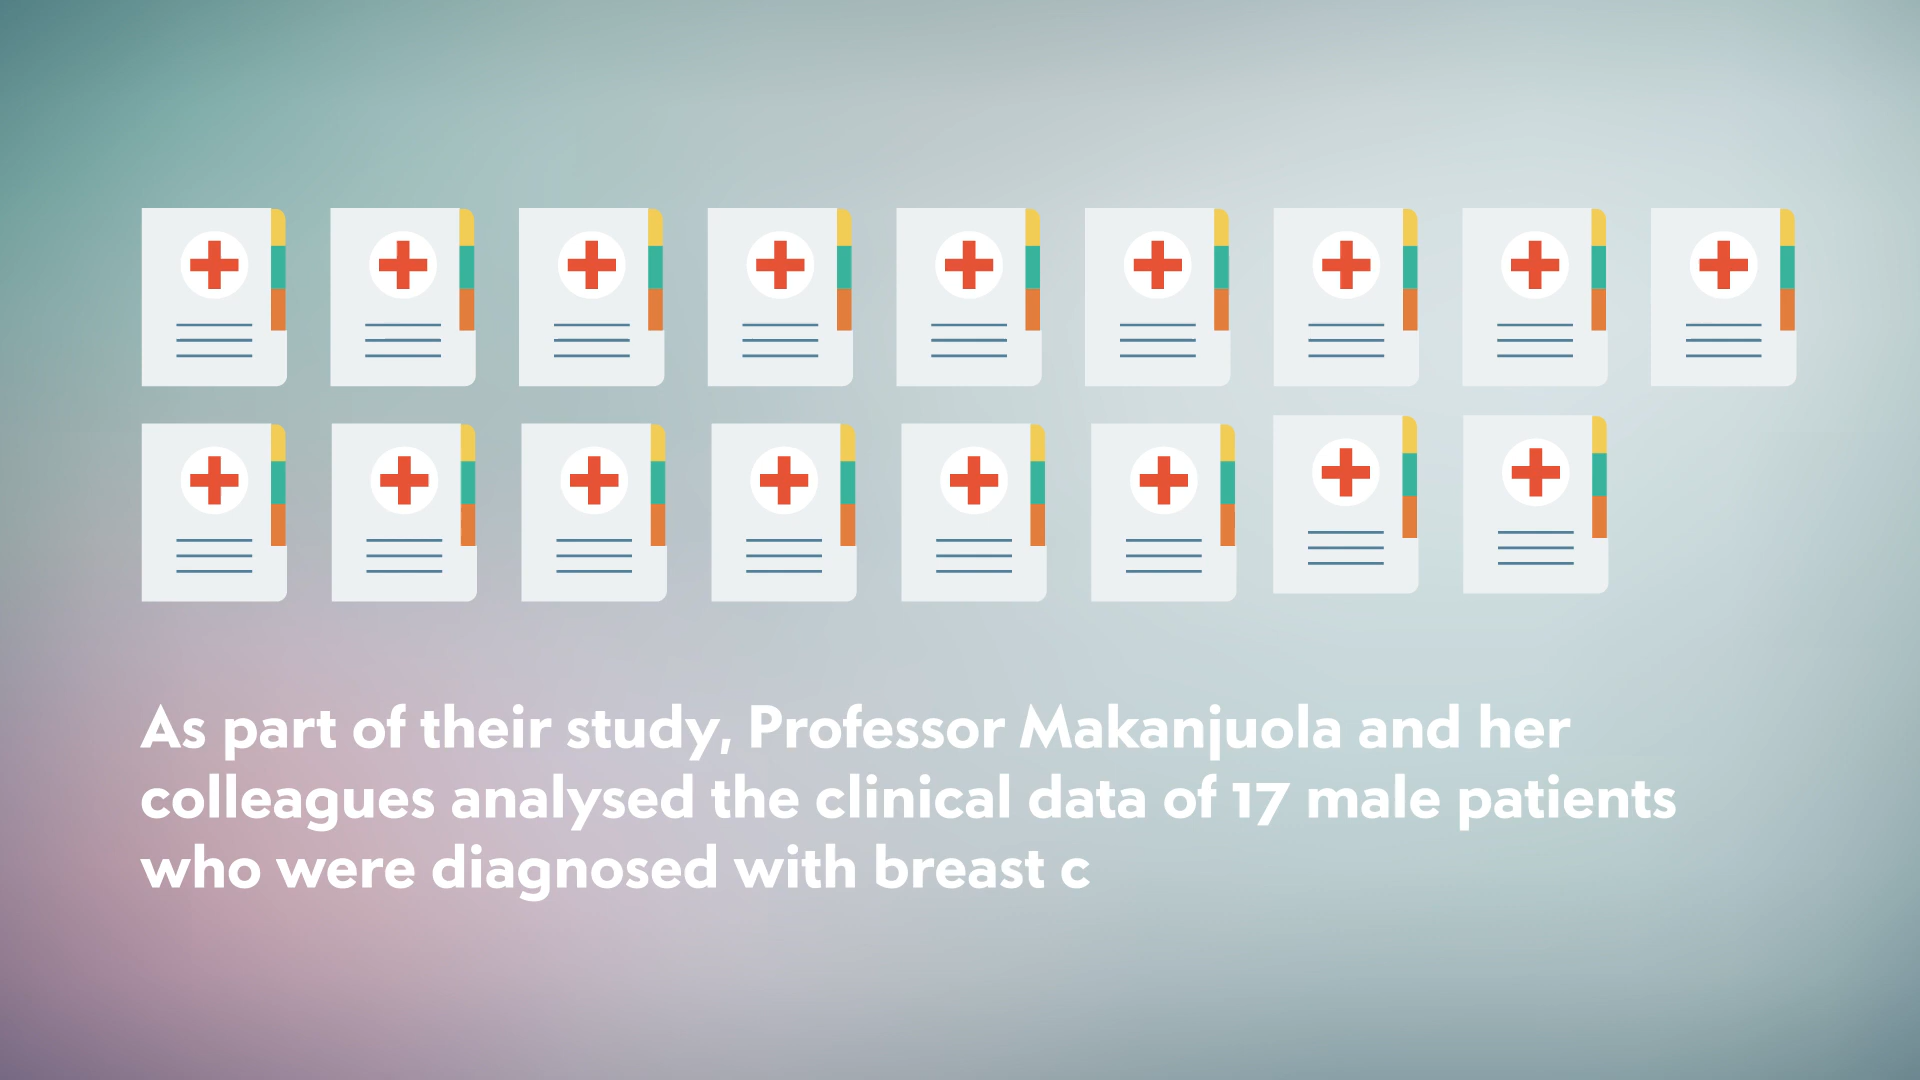 As part of their study, Professor Makanjuola and her
colleagues analysed the clinical data of 17 male patients
who were diagnosed with breast c